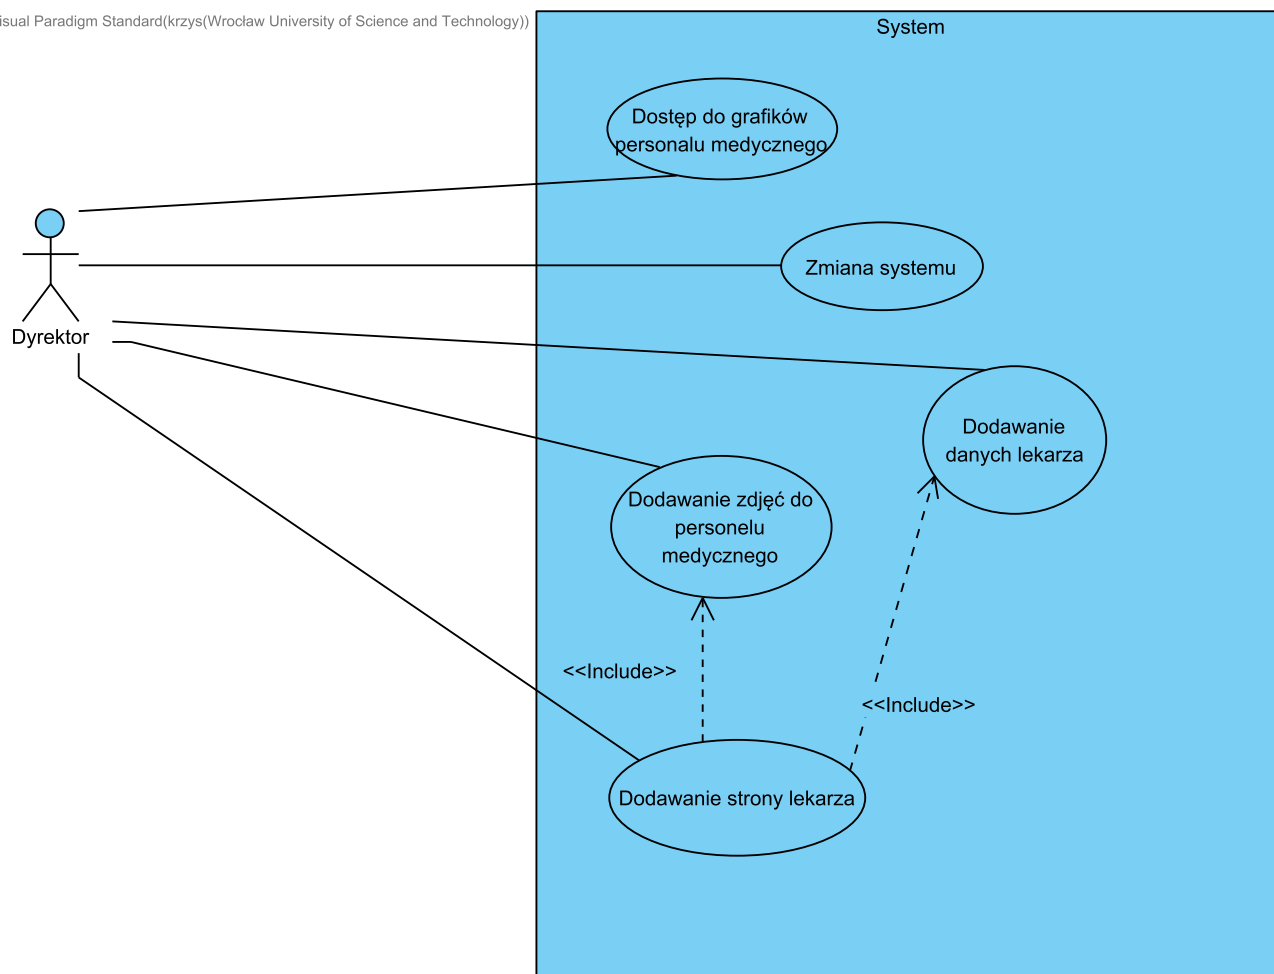 isual Paradigm Standard(krzys(Wrocław University of Science and Technology))
System
Dostęp do grafików
personalu medycznego
Zmiana systemu
Dyrektor
Dodawanie
danych lekarza
Dodawanie zdjęć do
personelu
medycznego
<<Include>>
<<Include>>
Dodawanie strony lekarza